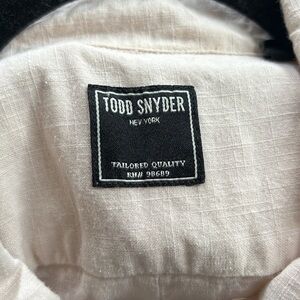 TODD SNYDER
NEW YORK
TAILORED QUALITY
RN# 98689